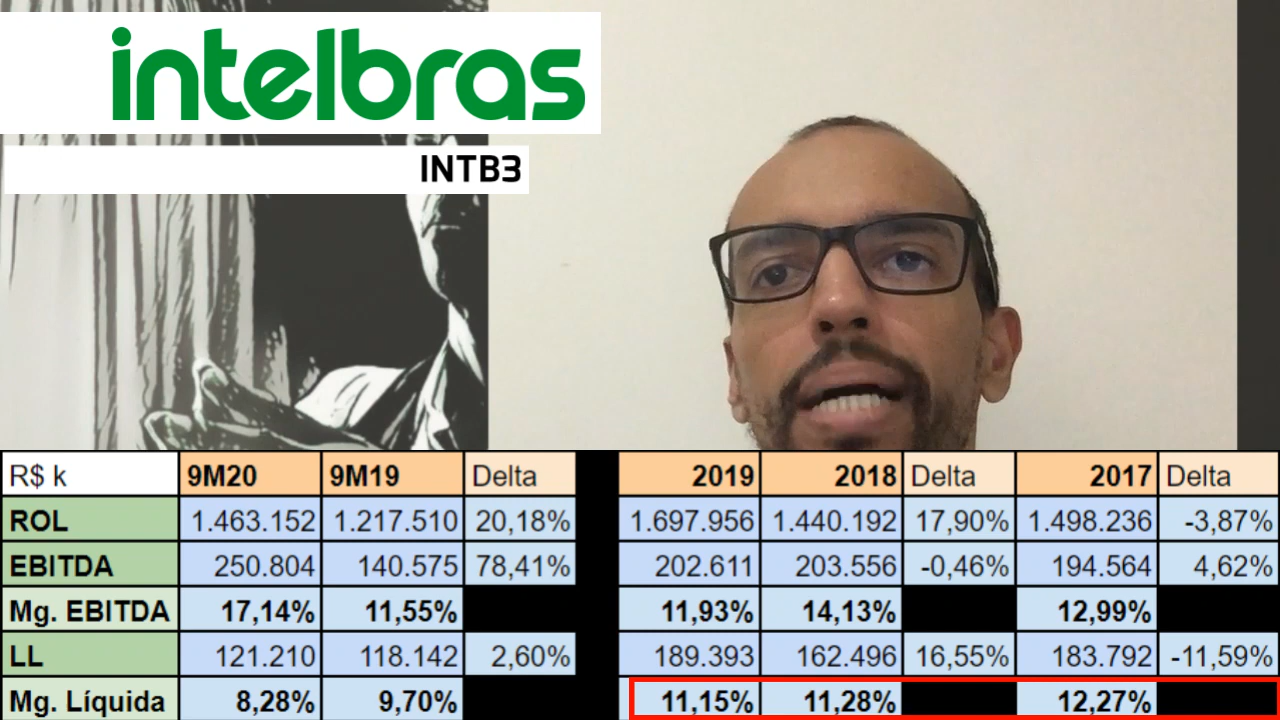 intelbras
INTB3
R$ k 9M20 9M19 Delta 2019 2018 Delta 2017 Delta
ROL 1.463.152 1.217.510 20,18% 1.697.956 1.440.192 17,90% 1.498.236 -3,87%
EBITDA 250.804 140.575 78,41% 202.611 203.556 -0,46% 194.564 4,62%
Mg. EBITDA 17,14% 11,55% 11,93% 14,13% 12,99%
LL 121.210 118.142 2,60% 189.393 162.496 16,55% 183.792 -11,59%
Mg. Líquida 8,28% 9,70% 11,15% 11,28% 12,27%